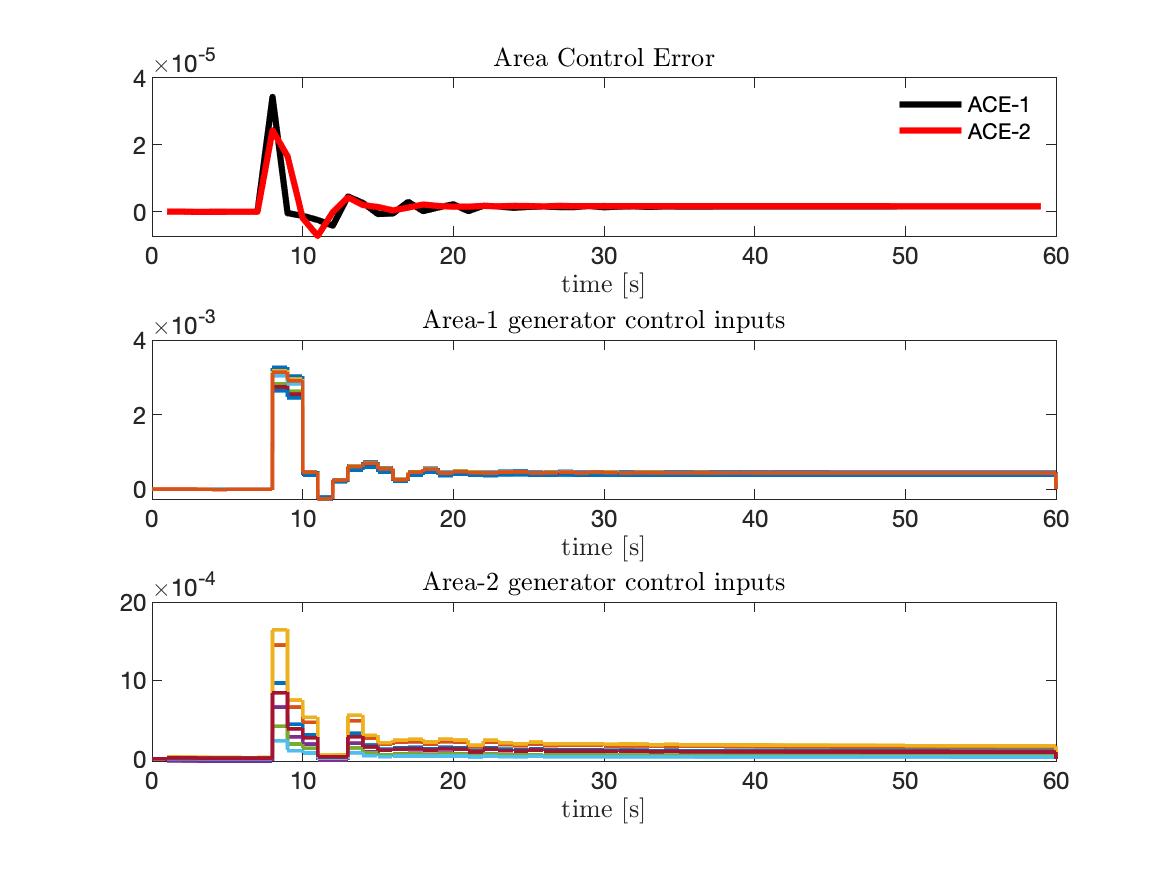 Area Control Error
×10-5
4
2
0
ACE-1
ACE-2
0 10 20 30 40 50 60
time [s]
Area-1 generator control inputs
×10-3
4
2
0
0 10 20 30 40 50 60
time [s]
Area-2 generator control inputs
×10-4
20
10
0
0 10 20 30 40 50 60
time [s]